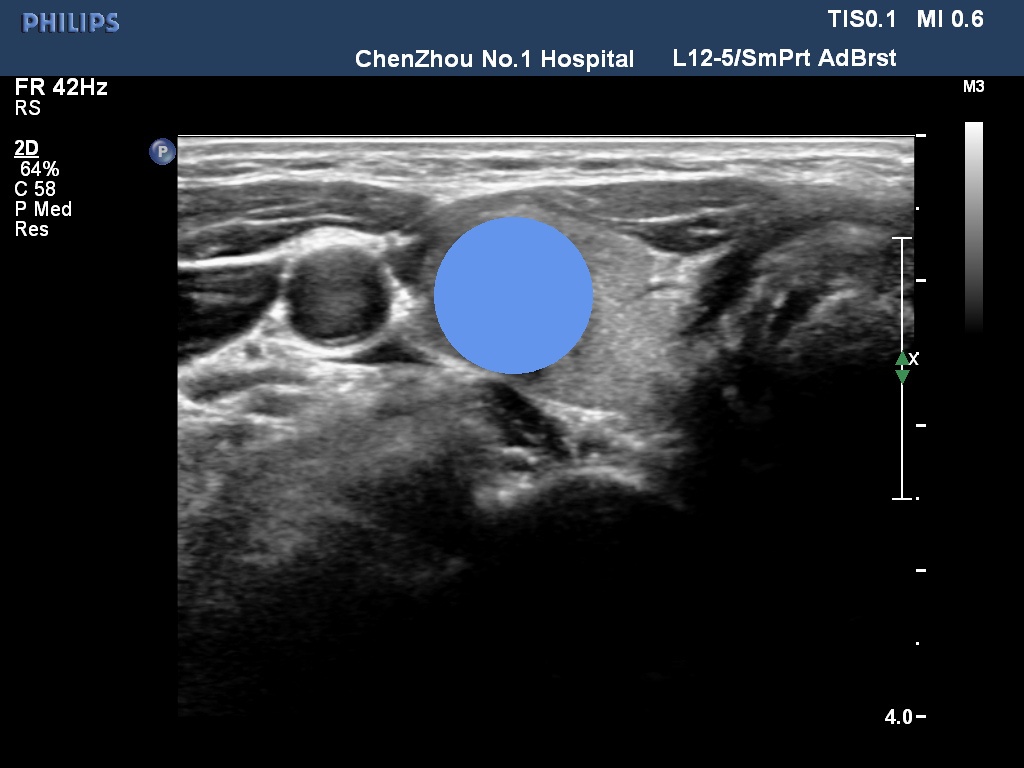 PHILIPS
TIS0.1 MI 0.6
ChenZhou No.1 Hospital L12-5/SmPrt AdBrst
FR 42Hz
RS
M3
P
2D
64%
C 58
P Med
Res
X
4.0